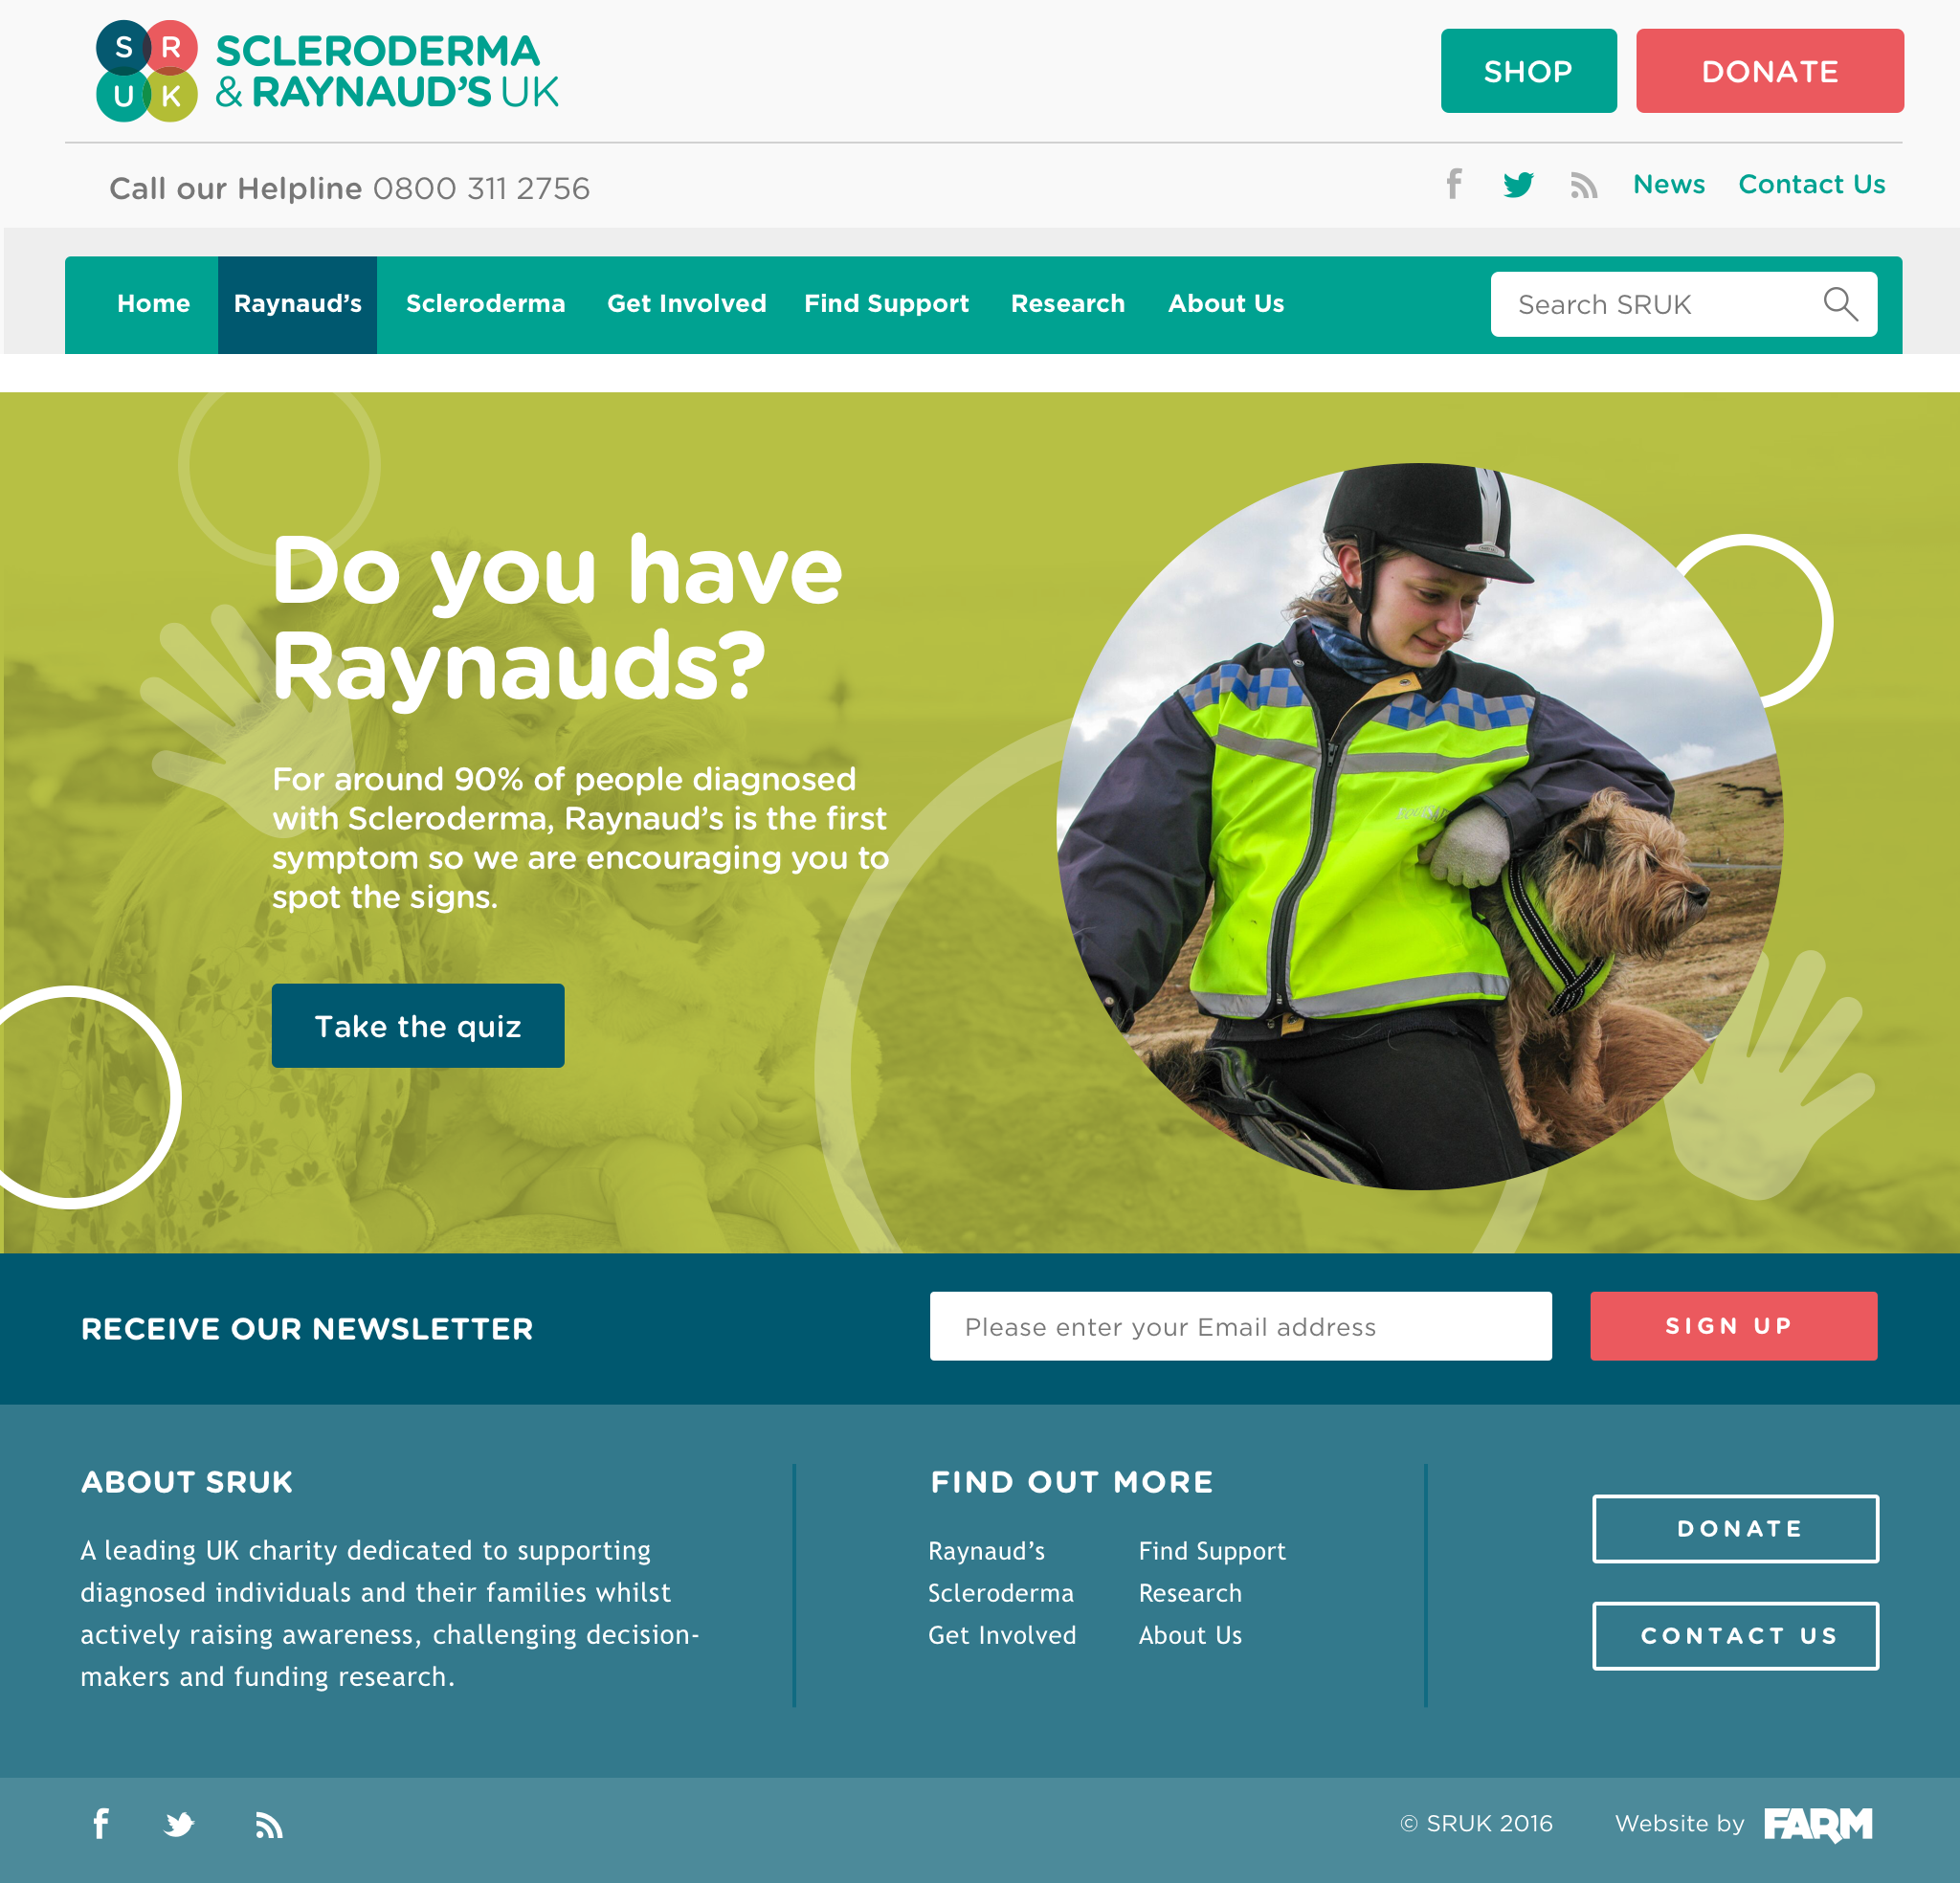 S R
U K
SCLERODERMA
& RAYNAUD'S UK
SHOP
DONATE
Call our Helpline 0800 311 2756
News
Contact Us
Home
Raynaud's
Scleroderma
Get Involved
Find Support
Research
About Us
Search SRUK
Do you have
Raynauds?
For around 90% of people diagnosed
with Scleroderma, Raynaud's is the first
symptom so we are encouraging you to
spot the signs.
Take the quiz
RECEIVE OUR NEWSLETTER
Please enter your Email address
SIGN UP
ABOUT SRUK
A leading UK charity dedicated to supporting
diagnosed individuals and their families whilst
actively raising awareness, challenging decision-
makers and funding research.
FIND OUT MORE
Raynaud's
Scleroderma
Get Involved
Find Support
Research
About Us
DONATE
CONTACT US
© SRUK 2016
Website by FARM